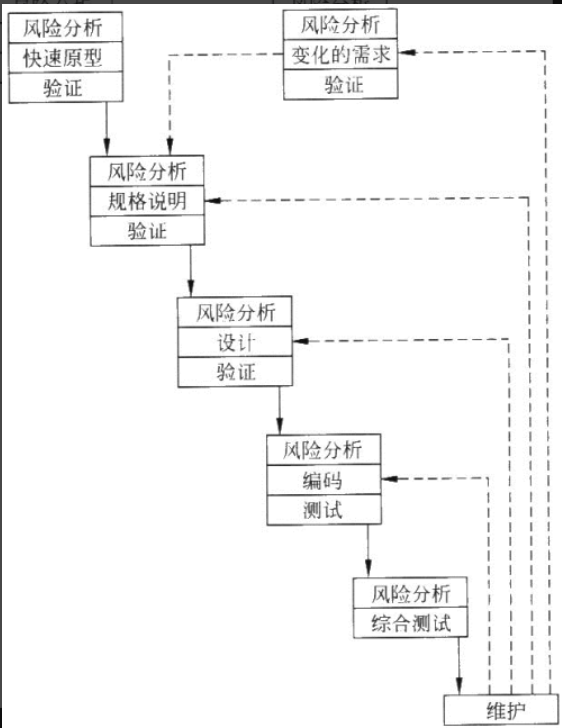 风险分析
快速原型
验证
风险分析
变化的需求
验证
风险分析
规格说明
验证
风险分析
设计
验证
风险分析
编码
测试
风险分析
综合测试
维护